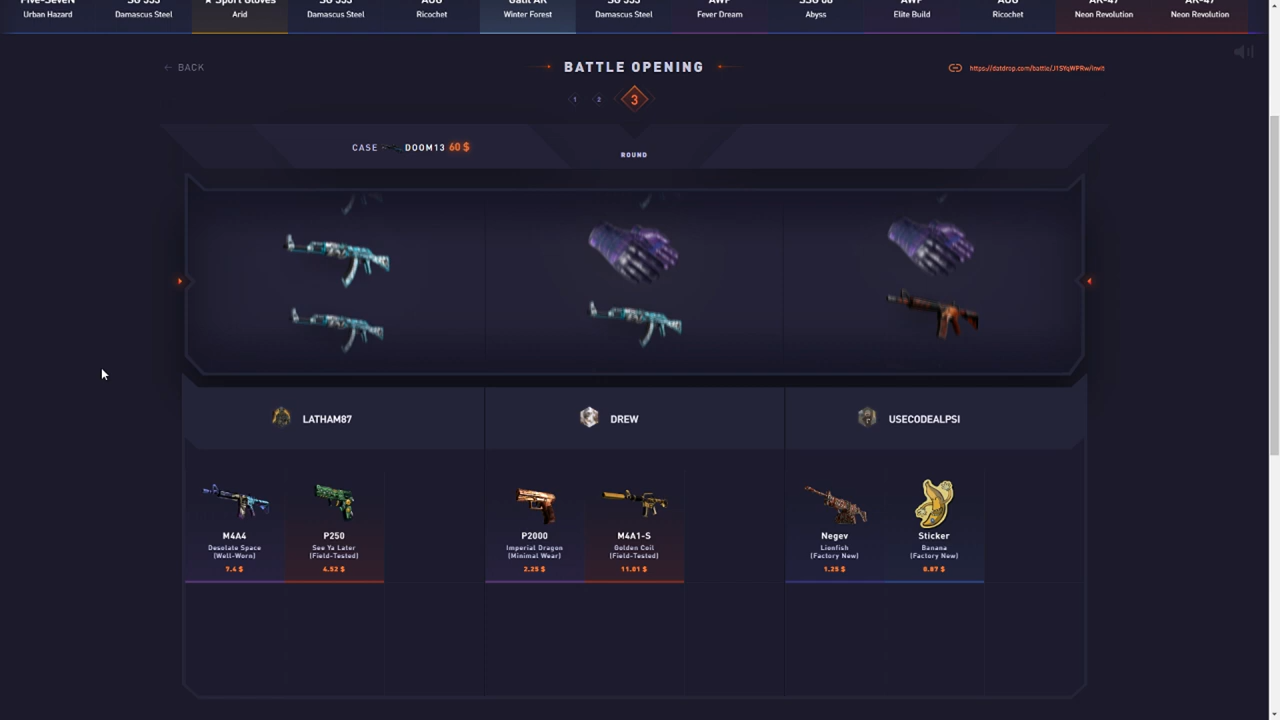 Five-SeveN SG 553 ★ Sport Gloves SG 553 AUG Galil AR SG 553 AWP SSG 08 AWP AUG AK-47 AK-47
Urban Hazard Damascus Steel Arid Damascus Steel Ricochet Winter Forest Damascus Steel Fever Dream Abyss Elite Build Ricochet Neon Revolution Neon Revolution
← BACK
BATTLE OPENING
1 2 3
CASE DOOM13 60 $
ROUND
LATHAM87 DREW USECODEALPSI
M4A4
Desolate Space
(Well-Worn)
7.4 $
P250
See Ya Later
(Field-Tested)
4.52 $
P2000
Imperial Dragon
(Minimal Wear)
2.25 $
M4A1-S
Golden Coil
(Field-Tested)
11.01 $
Negev
Lionfish
(Factory New)
1.25 $
Sticker
Banana
(Factory New)
0.87 $